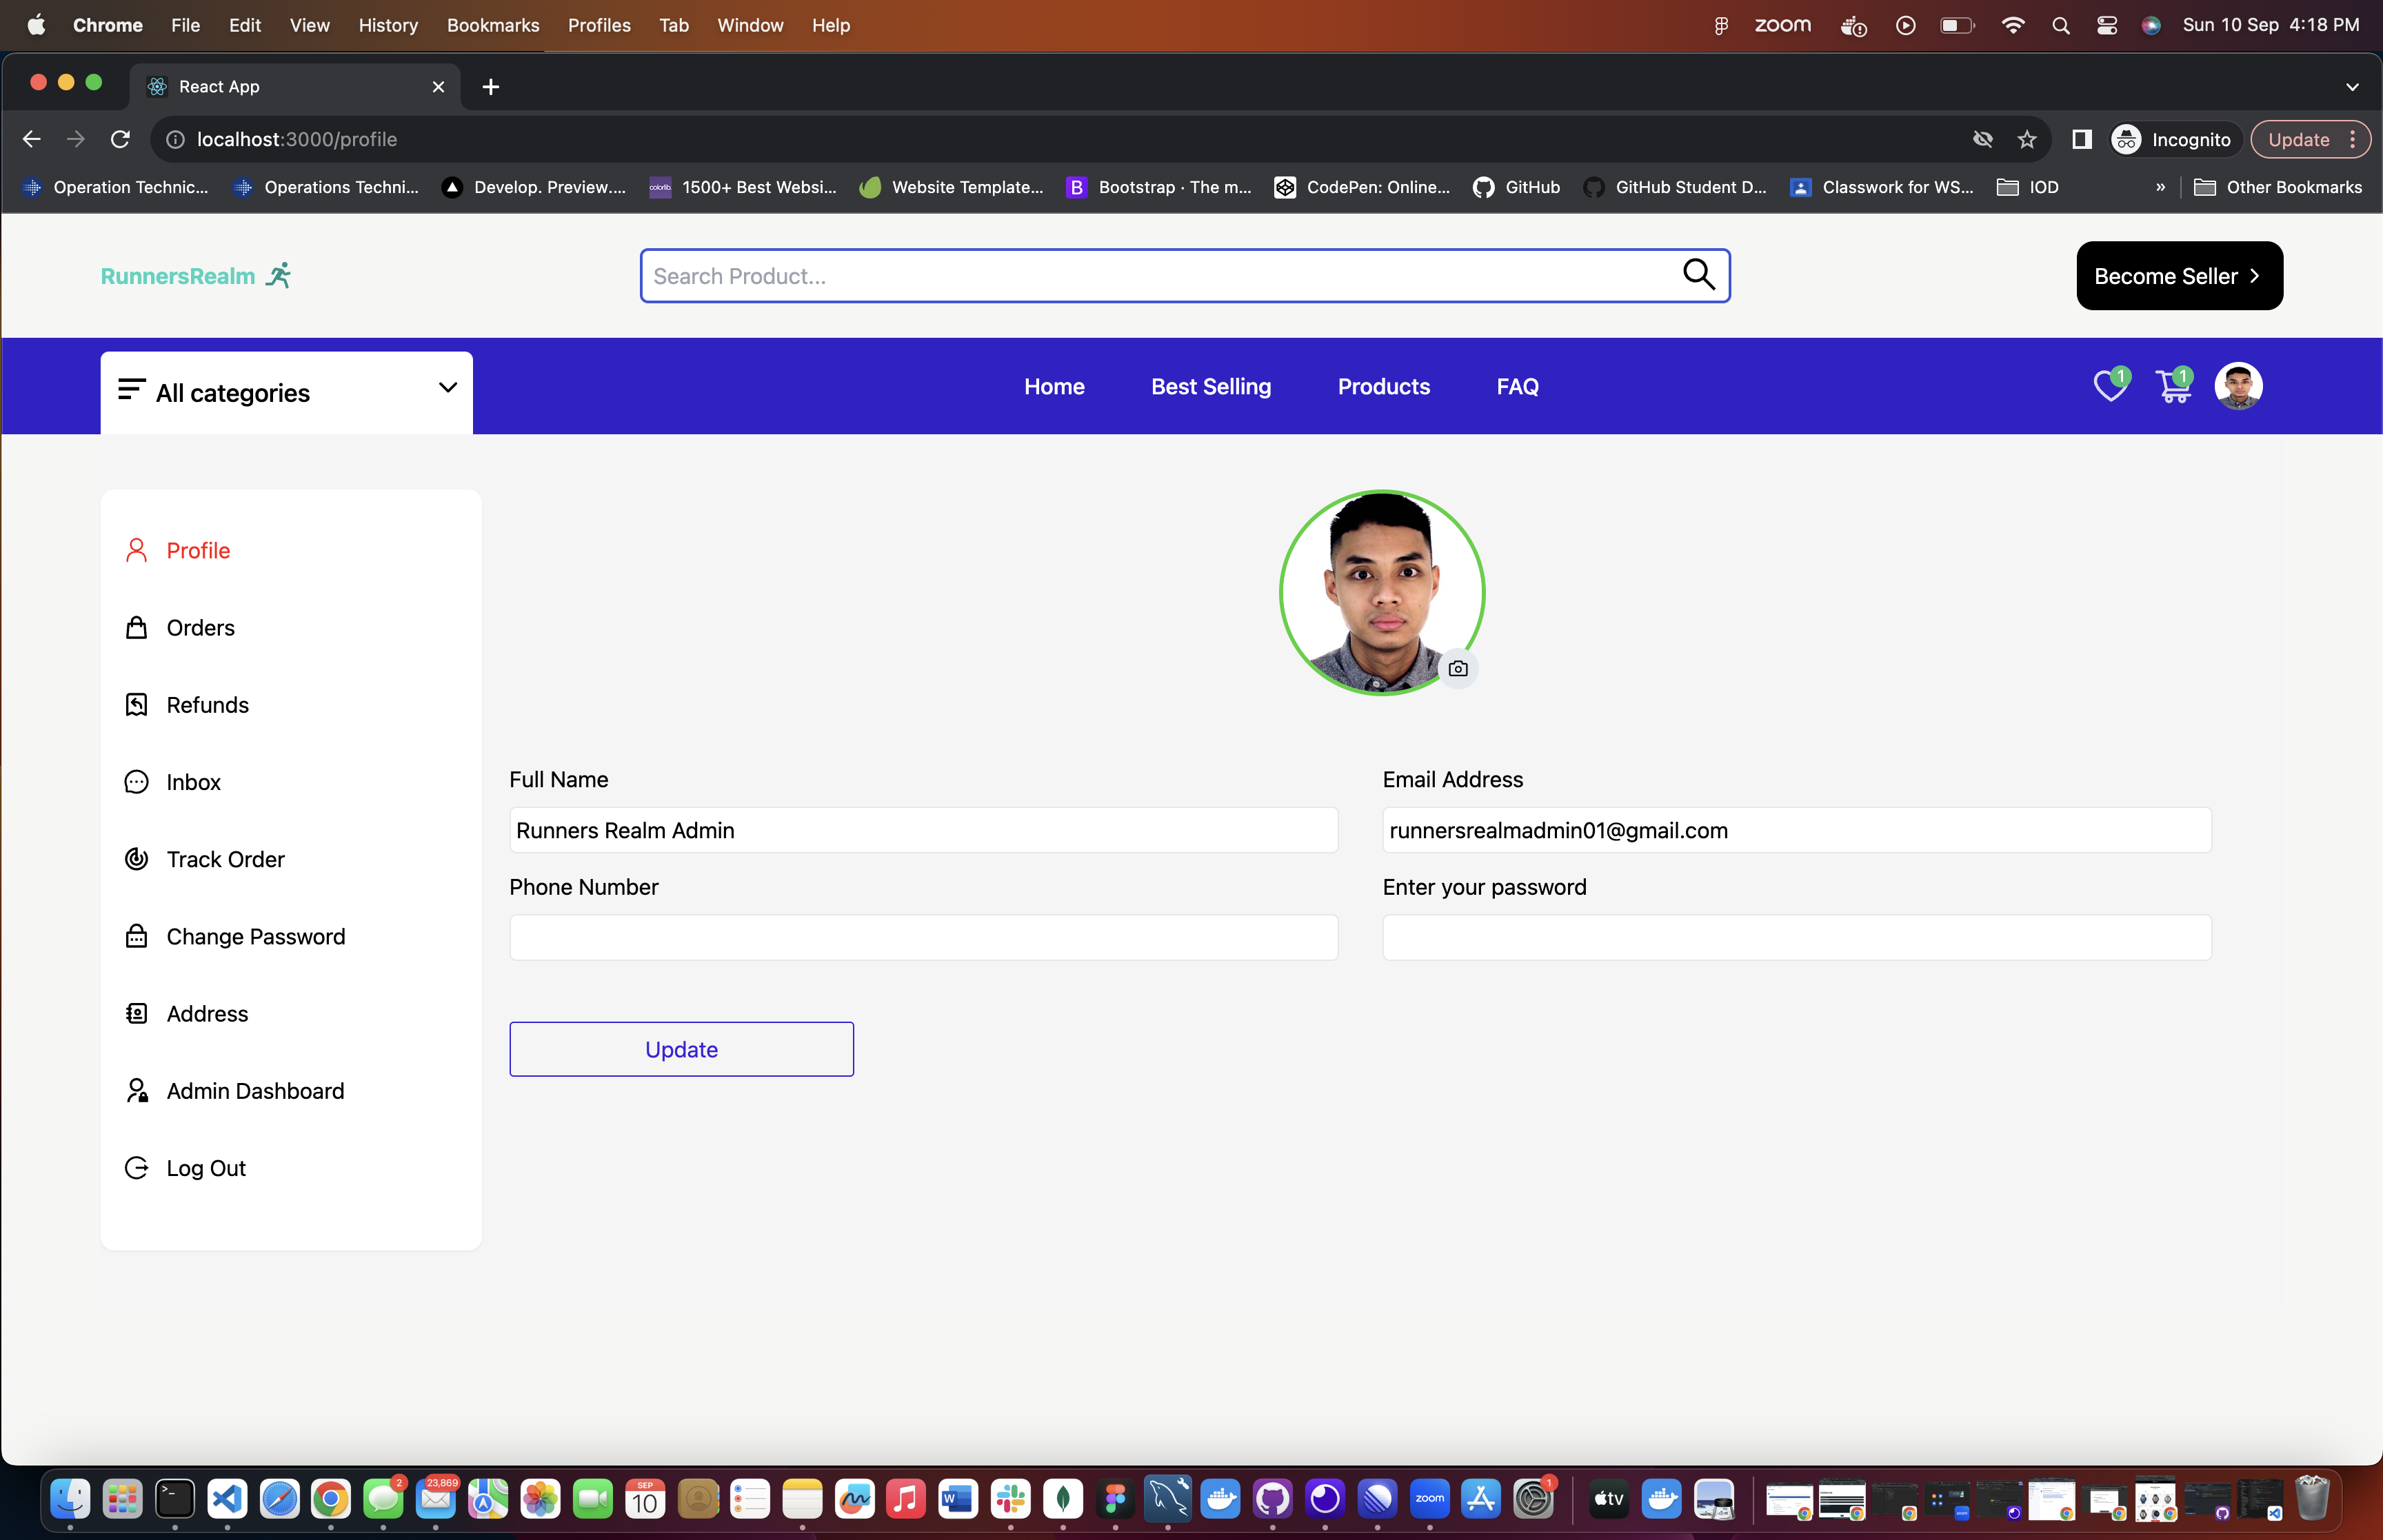 Chrome File Edit View History Bookmarks Profiles Tab Window Help zoom Sun 10 Sep 4:18 PM
React App
localhost:3000/profile Incognito Update
Operation Technic... Operations Techni... Develop. Preview.... colorlib 1500+ Best Websi... Website Template... B Bootstrap · The m... CodePen: Online... GitHub GitHub Student D... Classwork for WS... IOD » Other Bookmarks
RunnersRealm Search Product... Become Seller
All categories Home Best Selling Products FAQ 1 1
Profile
Orders
Refunds
Inbox
Track Order
Change Password
Address
Admin Dashboard
Log Out
Full Name Email Address
Runners Realm Admin runnersrealmadmin01@gmail.com
Phone Number Enter your password
Update
2 23,869 SEP 10 W zoom 1 tv